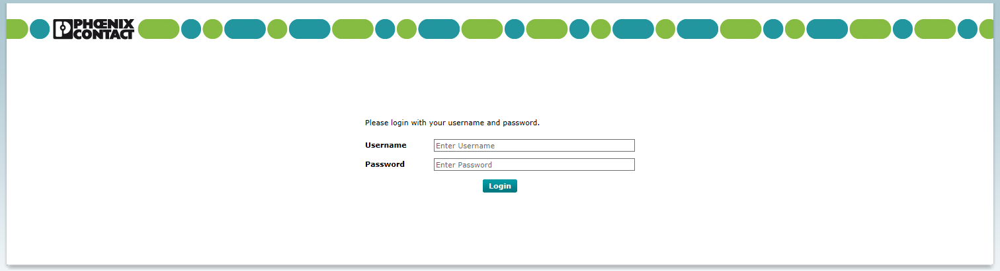 PHŒNIX
CONTACT
Please login with your username and password.
Username Enter Username
Password Enter Password
Login